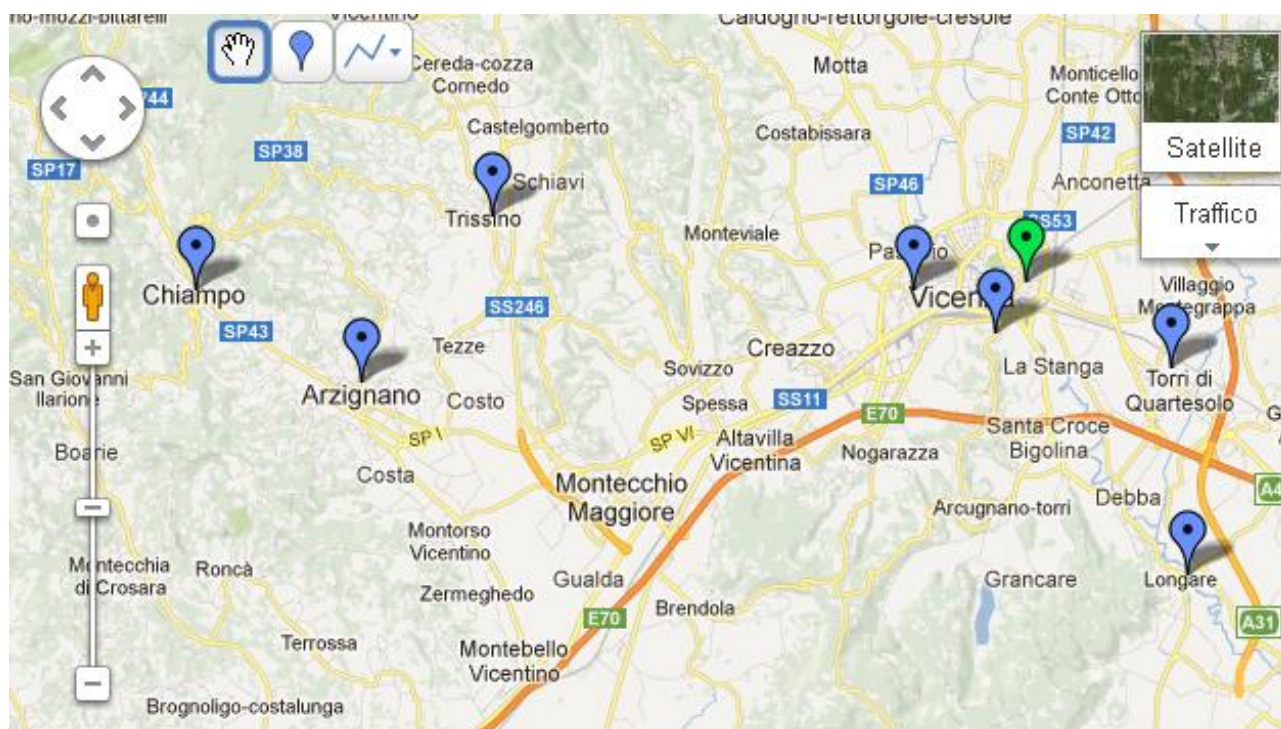 Vicentino
Caldogno-rettorgole-cresole
Cereda-cozza
Cornedo
Motta
Monticello
Conte Otto
SP42
Satellite
Castelgomberto
Costabissara
SP38
SP17
Schiavi
SP46
Anconetta
Traffico
Trissino
Monteviale
SS53
Chiampo
Vicenza
Villaggio
Montegrappa
SS246
SP43
Tezze
Creazzo
Sovizzo
La Stanga
San Giovanni
Ilarione
Arzignano
Costo
Spessa
SS11
E70
Torri di
Quartesolo
SP I
SP VI
Altavilla
Vicentina
Nogarazza
Santa Croce
Bigolina
Boarie
Costa
Montecchio
Maggiore
Arcugnano-torri
Debba
A4
Montorso
Vicentino
Montecchia
di Crosara
Roncà
Zermeghedo
Gualda
Grancare
Longare
E70
Brendola
A31
Terrossa
Montebello
Vicentino
Brognoligo-costalunga